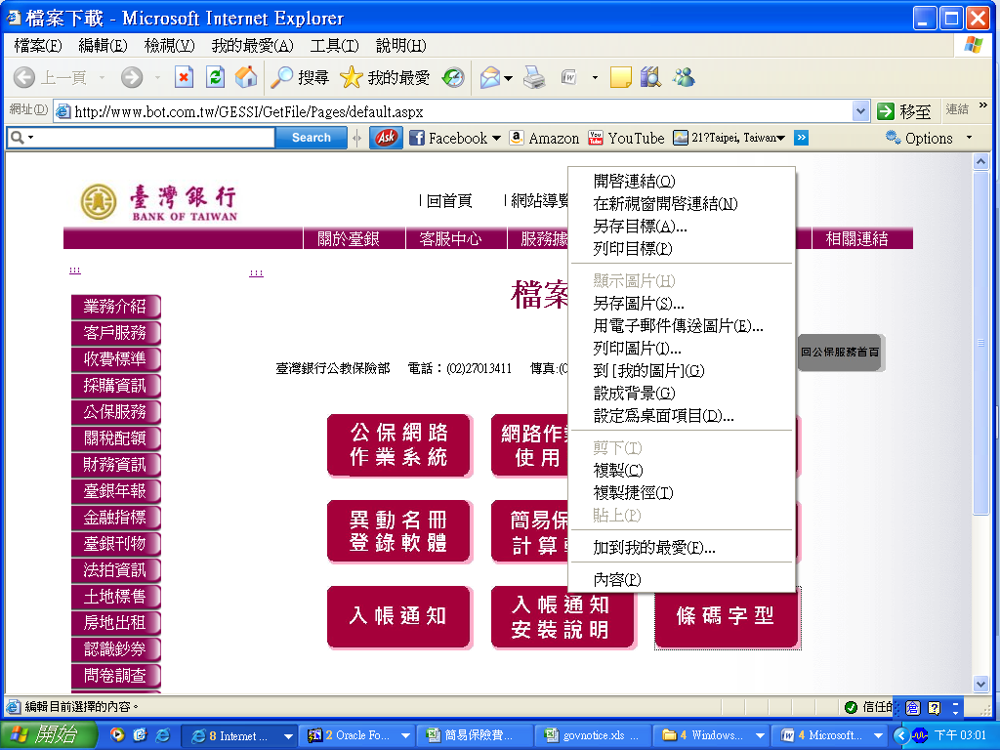 檔案下載 - Microsoft Internet Explorer
檔案(F) 編輯(E) 檢視(V) 我的最愛(A) 工具(T) 說明(H)
上一頁 搜尋 我的最愛
網址(D) http://www.bot.com.tw/GESSI/GetFile/Pages/default.aspx 移至 連結 »
Search Ask Facebook Amazon YouTube 21?Taipei, Taiwan » Options
臺灣銀行
BANK OF TAIWAN
回首頁 網站導覽
關於臺銀 客服中心 服務據 相關連結
:::
:::
檔案
回公保服務首頁
臺灣銀行公教保險部 電話：(02)27013411 傳真:(0
業務介紹
客戶服務
收費標準
採購資訊
公保服務
關稅配額
財務資訊
臺銀年報
金融指標
臺銀刊物
法拍資訊
土地標售
房地出租
認識鈔券
問卷調查
公保網路
作業系統
網路作業
使用
異動名冊
登錄軟體
簡易保
計算
入帳通知
入帳通知
安裝說明
條碼字型
開啓連結(O)
在新視窗開啓連結(N)
另存目標(A)...
列印目標(P)
顯示圖片(H)
另存圖片(S)...
用電子郵件傳送圖片(E)...
列印圖片(I)...
到 [我的圖片](G)
設成背景(G)
設定為桌面項目(D)...
剪下(T)
複製(C)
複製捷徑(T)
貼上(P)
加到我的最愛(F)...
內容(P)
編輯目前選擇的內容。 信任的 倉 ?
開始 8 Internet ... 2 Oracle Fo... 簡易保險費... govnotice.xls ... 4 Windows... 4 Microsoft... 下午 03:01